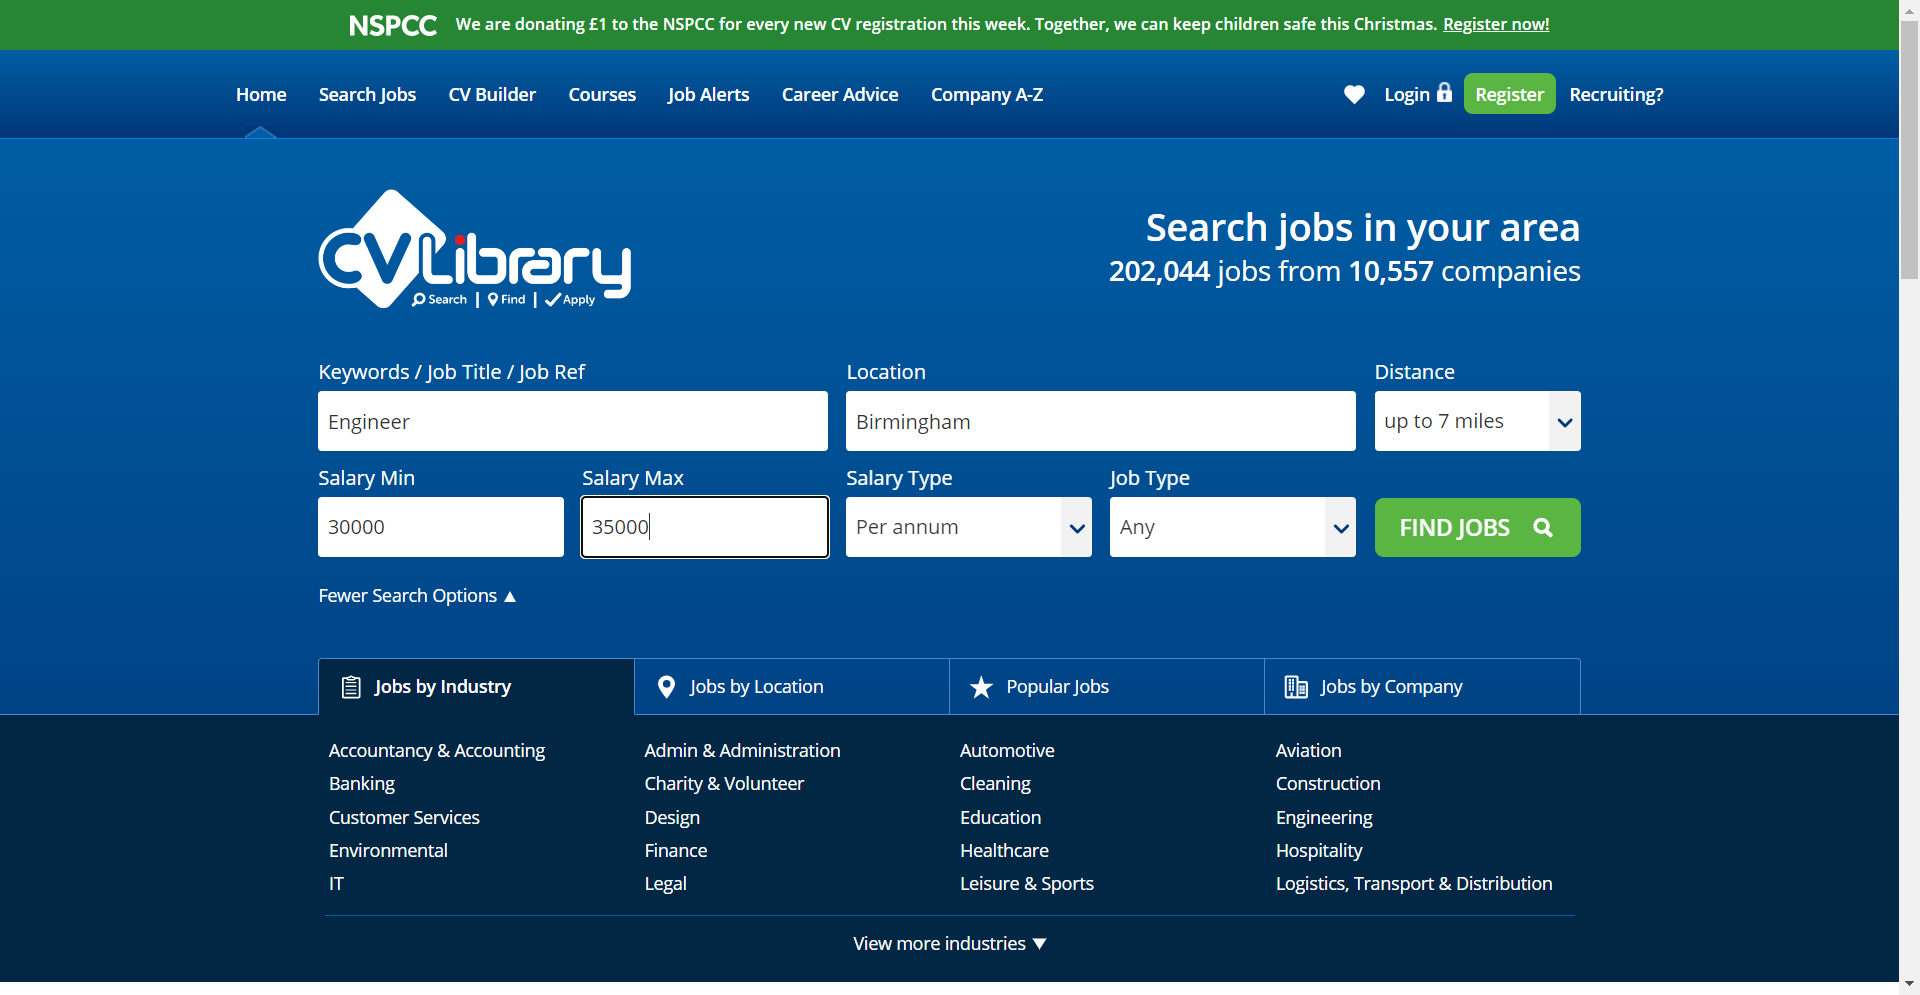 NSPCC We are donating £1 to the NSPCC for every new CV registration this week. Together, we can keep children safe this Christmas. Register now!
Home Search Jobs CV Builder Courses Job Alerts Career Advice Company A-Z Login Register Recruiting?
CVLibrary
Search | Find | Apply
Search jobs in your area
202,044 jobs from 10,557 companies
Keywords / Job Title / Job Ref Location Distance
Engineer Birmingham up to 7 miles
Salary Min Salary Max Salary Type Job Type
30000 35000 Per annum Any FIND JOBS
Fewer Search Options ▲
Jobs by Industry Jobs by Location Popular Jobs Jobs by Company
Accountancy & Accounting Admin & Administration Automotive Aviation
Banking Charity & Volunteer Cleaning Construction
Customer Services Design Education Engineering
Environmental Finance Healthcare Hospitality
IT Legal Leisure & Sports Logistics, Transport & Distribution
View more industries ▼